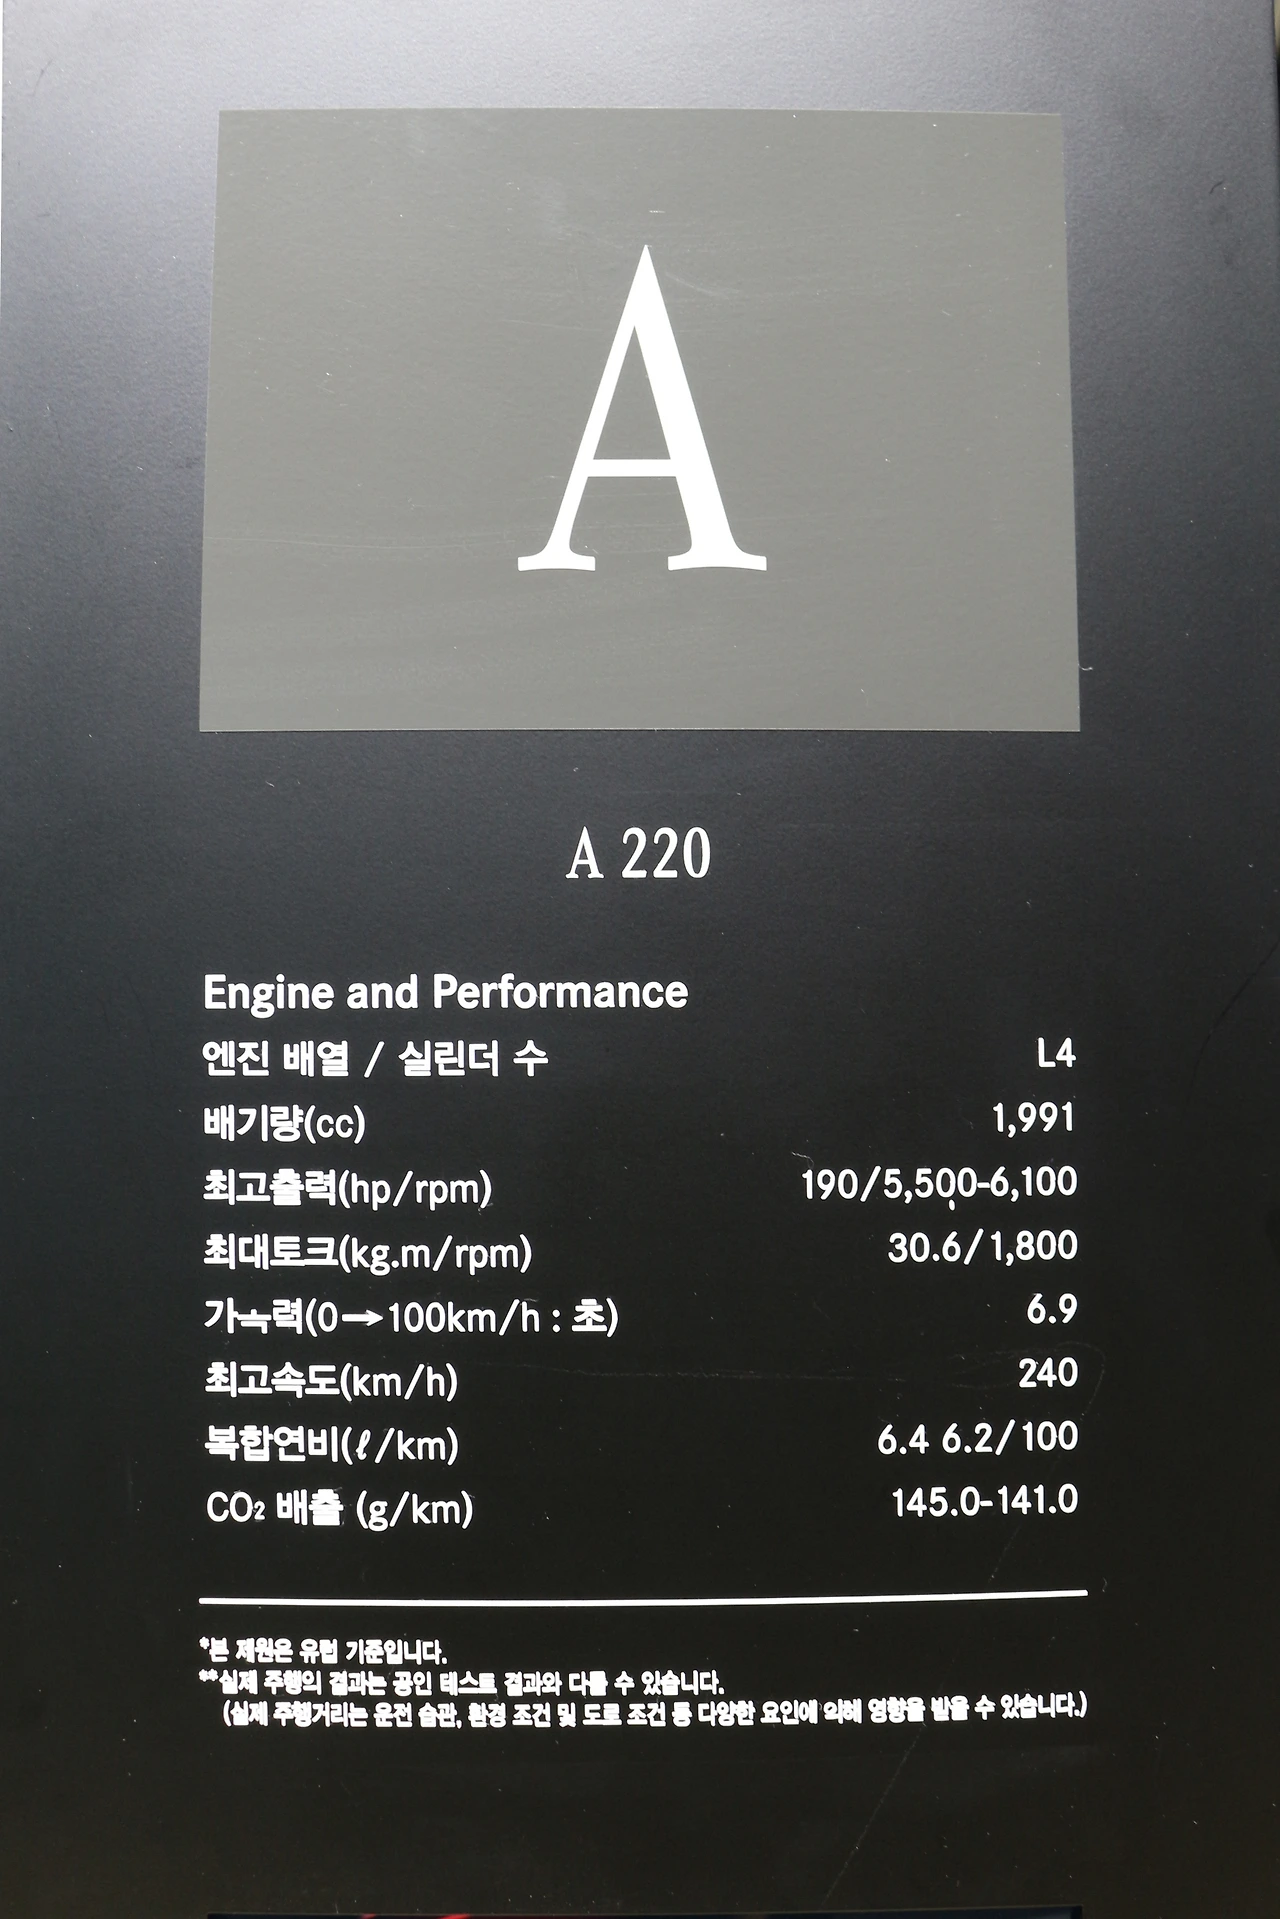 A
A 220
Engine and Performance
엔진 배열 / 실린더 수 L4
배기량(cc) 1,991
최고출력(hp/rpm) 190/5,500-6,100
최대토크(kg.m/rpm) 30.6/1,800
가속력(0→100km/h : 초) 6.9
최고속도(km/h) 240
복합연비(ℓ/km) 6.4 6.2/100
CO₂ 배출 (g/km) 145.0-141.0
*본 제원은 유럽 기준입니다.
**실제 주행의 결과는 공인 테스트 결과와 다를 수 있습니다.
(실제 주행거리는 운전 습관, 환경 조건 및 도로 조건 등 다양한 요인에 의해 영향을 받을 수 있습니다.)